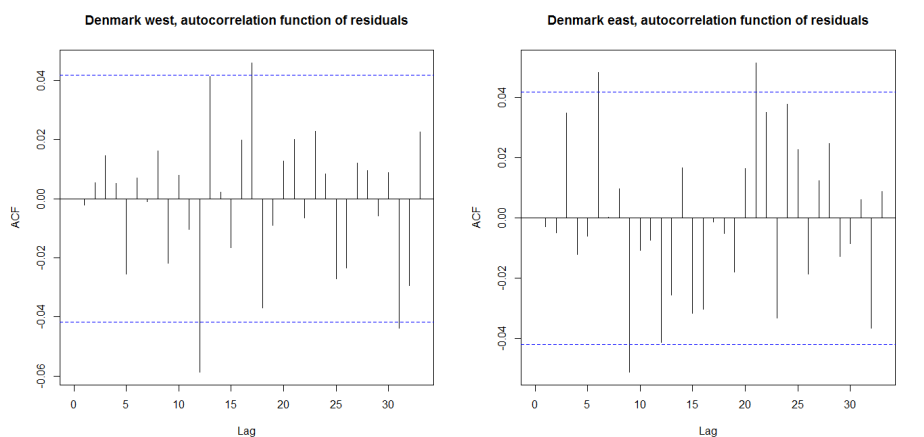 Denmark west, autocorrelation function of residuals
ACF
0.04
0.02
0.00
-0.02
-0.04
-0.06
0 5 10 15 20 25 30
Lag
Denmark east, autocorrelation function of residuals
ACF
0.04
0.02
0.00
-0.02
-0.04
0 5 10 15 20 25 30
Lag